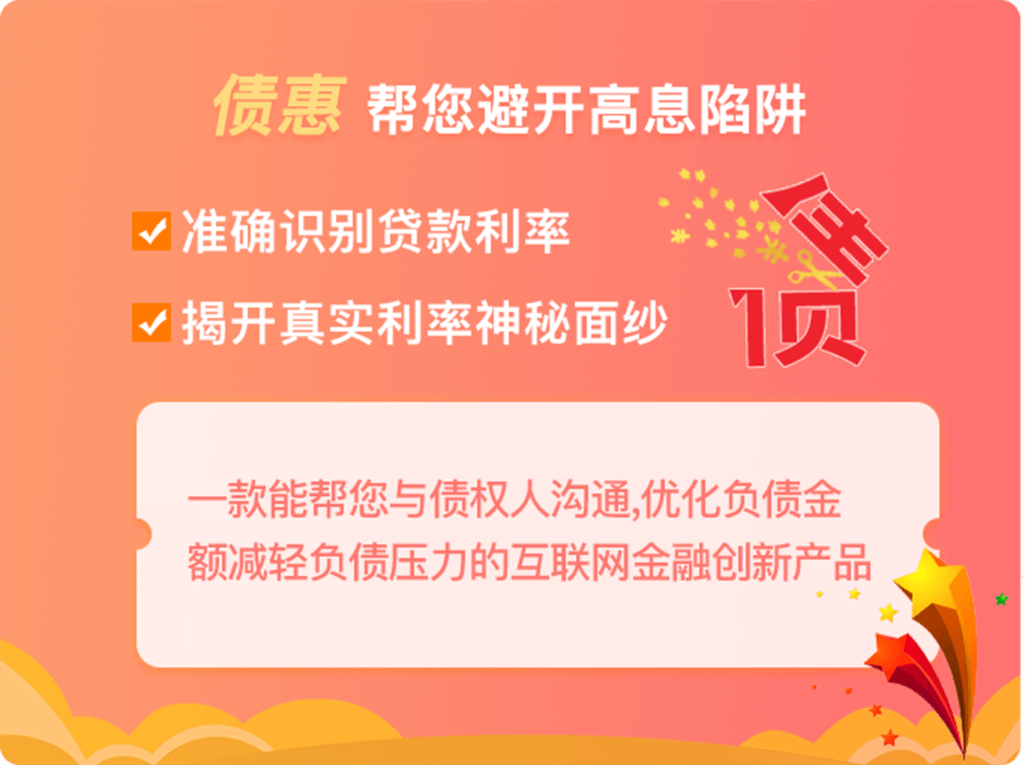 债惠 帮您避开高息陷阱
准确识别贷款利率
揭开真实利率神秘面纱
债
一款能帮您与债权人沟通,优化负债金
额减轻负债压力的互联网金融创新产品